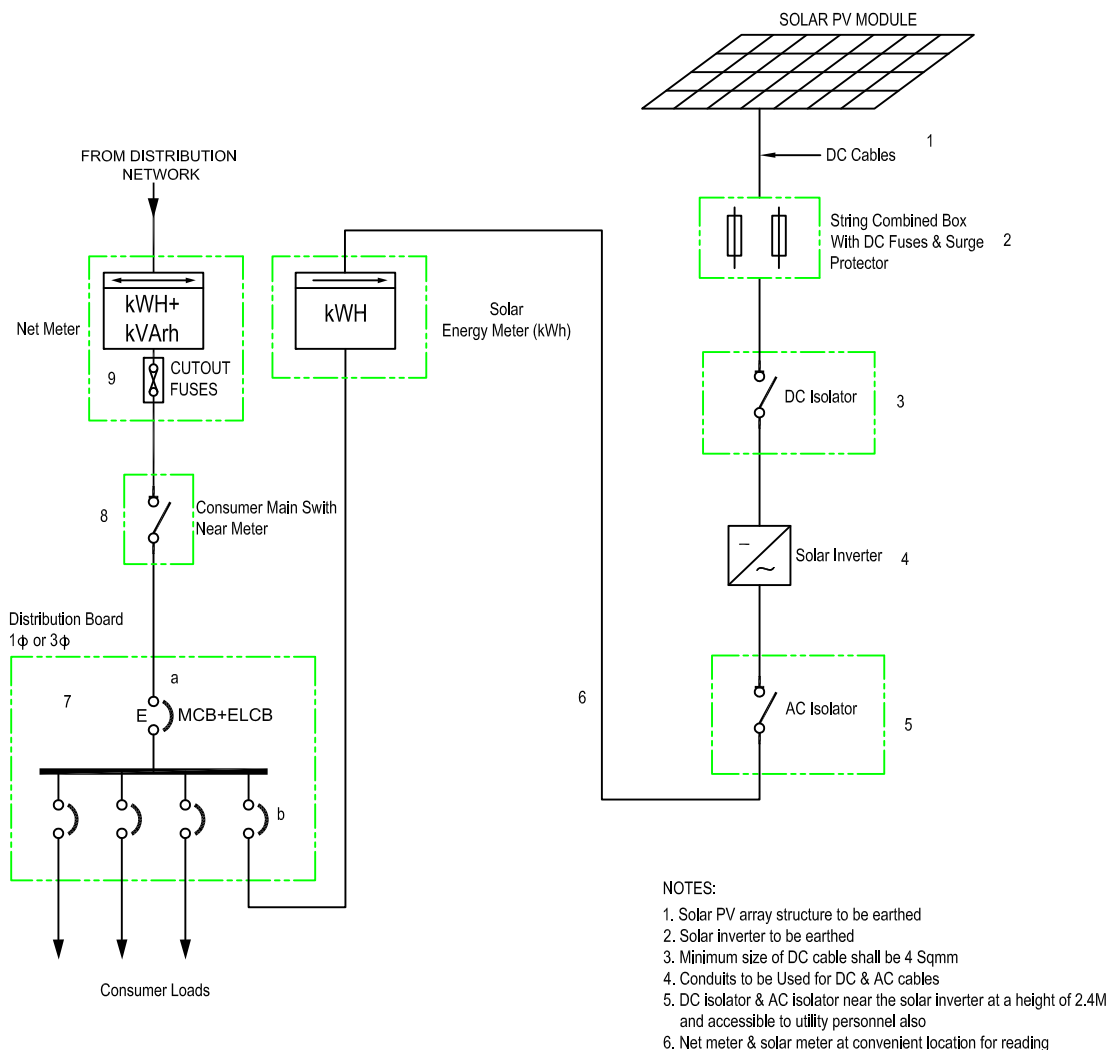 SOLAR PV MODULE
DC Cables
1
String Combined Box
With DC Fuses & Surge
Protector
2
DC Isolator
3
Solar Inverter
4
AC Isolator
5
6
FROM DISTRIBUTION
NETWORK
Net Meter
kWH+
kVArh
9
CUTOUT
FUSES
kWH
Solar
Energy Meter (kWh)
8
Consumer Main Swith
Near Meter
Distribution Board
1ϕ or 3ϕ
7
a
E
MCB+ELCB
b
Consumer Loads
NOTES:
1. Solar PV array structure to be earthed
2. Solar inverter to be earthed
3. Minimum size of DC cable shall be 4 Sqmm
4. Conduits to be Used for DC & AC cables
5. DC isolator & AC isolator near the solar inverter at a height of 2.4M
and accessible to utility personnel also
6. Net meter & solar meter at convenient location for reading